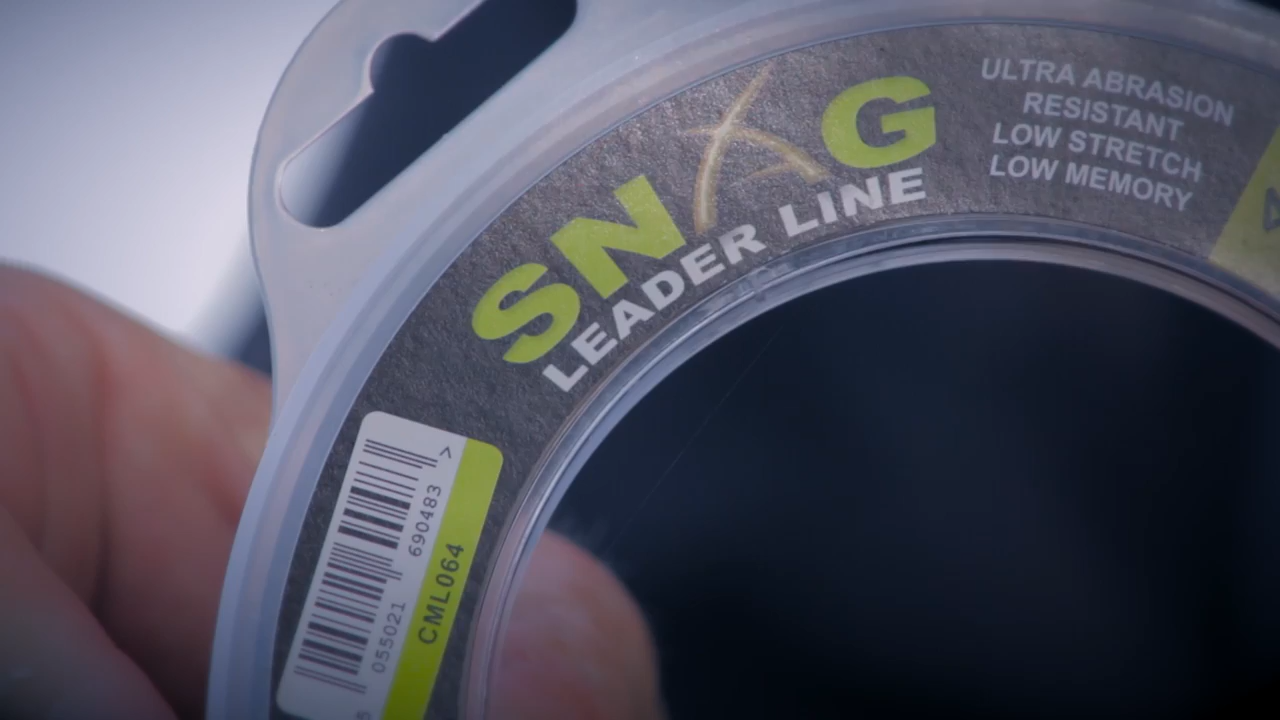 SNAG
LEADER LINE
ULTRA ABRASION
RESISTANT
LOW STRETCH
LOW MEMORY
055021 690483 >
CML064